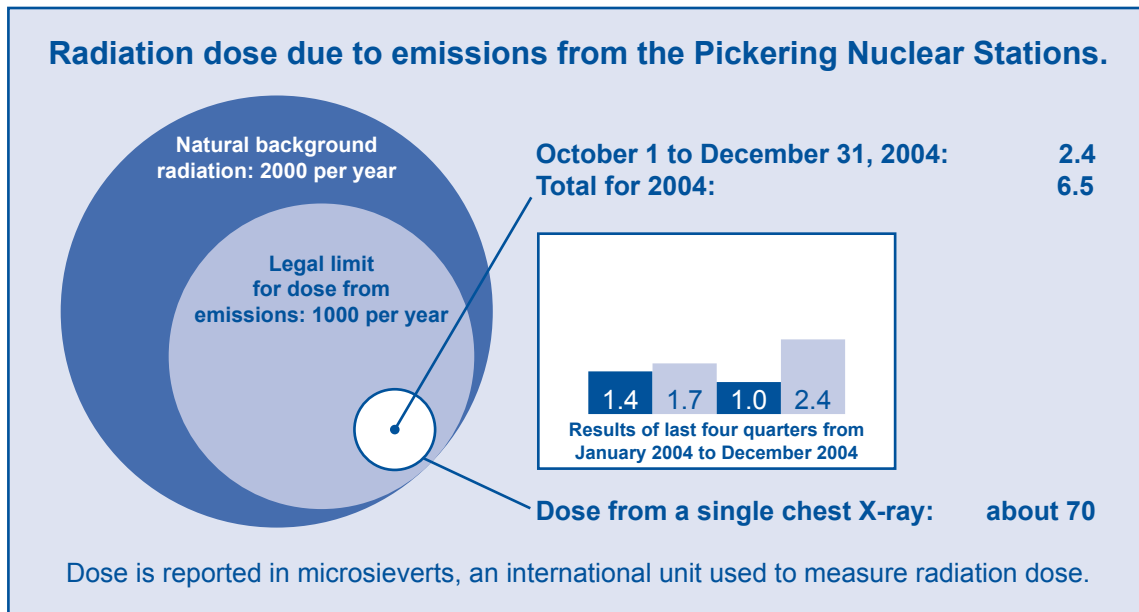 Radiation dose due to emissions from the Pickering Nuclear Stations.
Natural background
radiation: 2000 per year
Legal limit
for dose from
emissions: 1000 per year
October 1 to December 31, 2004: 2.4
Total for 2004: 6.5
1.4 1.7 1.0 2.4
Results of last four quarters from
January 2004 to December 2004
Dose from a single chest X-ray: about 70
Dose is reported in microsieverts, an international unit used to measure radiation dose.